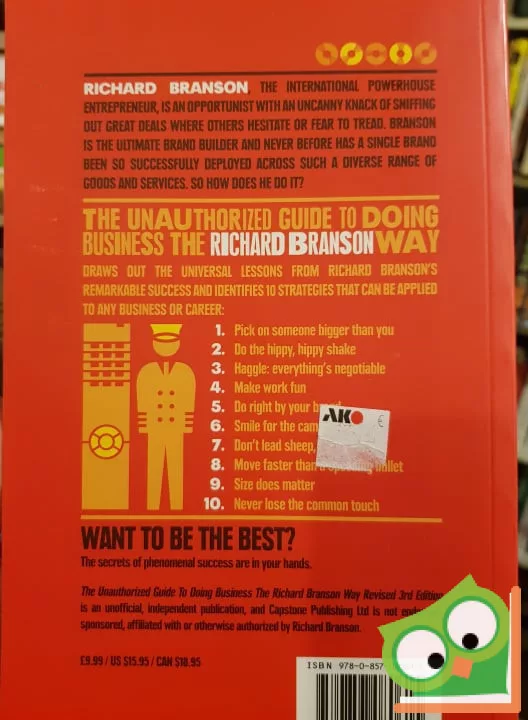 RICHARD BRANSON, THE INTERNATIONAL POWERHOUSE
ENTREPRENEUR, IS AN OPPORTUNIST WITH AN UNCANNY KNACK OF SNIFFING
OUT GREAT DEALS WHERE OTHERS HESITATE OR FEAR TO TREAD. BRANSON
IS THE ULTIMATE BRAND BUILDER AND NEVER BEFORE HAS A SINGLE BRAND
BEEN SO SUCCESSFULLY DEPLOYED ACROSS SUCH A DIVERSE RANGE OF
GOODS AND SERVICES. SO HOW DOES HE DO IT?
THE UNAUTHORIZED GUIDE TO DOING
BUSINESS THE RICHARD BRANSON WAY
DRAWS OUT THE UNIVERSAL LESSONS FROM RICHARD BRANSON'S
REMARKABLE SUCCESS AND IDENTIFIES 10 STRATEGIES THAT CAN BE APPLIED
TO ANY BUSINESS OR CAREER:
1. Pick on someone bigger than you
2. Do the hippy, hippy shake
3. Haggle: everything's negotiable
4. Make work fun
5. Do right by your
6. Smile for the
7. Don't lead sheep,
8. Move faster than a
9. Size does matter
10. Never lose the common touch
AKO
€
WANT TO BE THE BEST?
The secrets of phenomenal success are in your hands.
The Unauthorized Guide To Doing Business The Richard Branson Way Revised 3rd Edition
is an unofficial, independent publication, and Capstone Publishing Ltd is not
sponsored, affiliated with or otherwise authorized by Richard Branson.
£9.99 / US $15.95 / CAN $18.95
ISBN 978-0-857